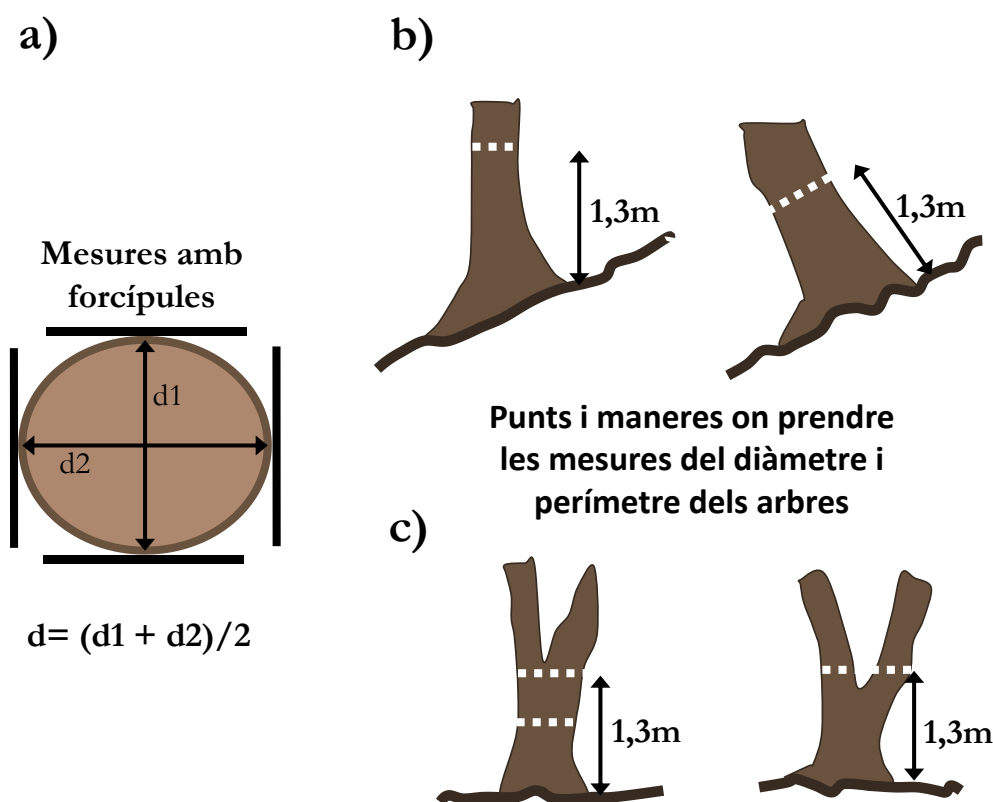 a)
Mesures amb
forcípules
d1
d2
d= (d1 + d2)/2
b)
1,3m
1,3m
Punts i maneres on prendre
les mesures del diàmetre i
perímetre dels arbres
c)
1,3m
1,3m